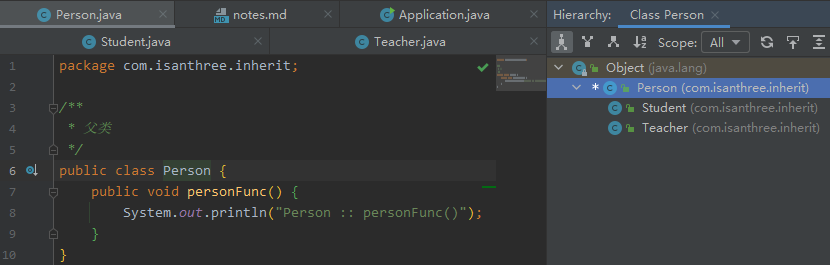 Person.java
notes.md
Application.java
Student.java
Teacher.java
1 package com.isanthree.inherit;
2
3 /**
4 * 父类
5 */
6 public class Person {
7 public void personFunc() {
8 System.out.println("Person :: personFunc()");
9 }
10 }
Hierarchy: Class Person
Scope: All
Object (java.lang)
* Person (com.isanthree.inherit)
Student (com.isanthree.inherit)
Teacher (com.isanthree.inherit)